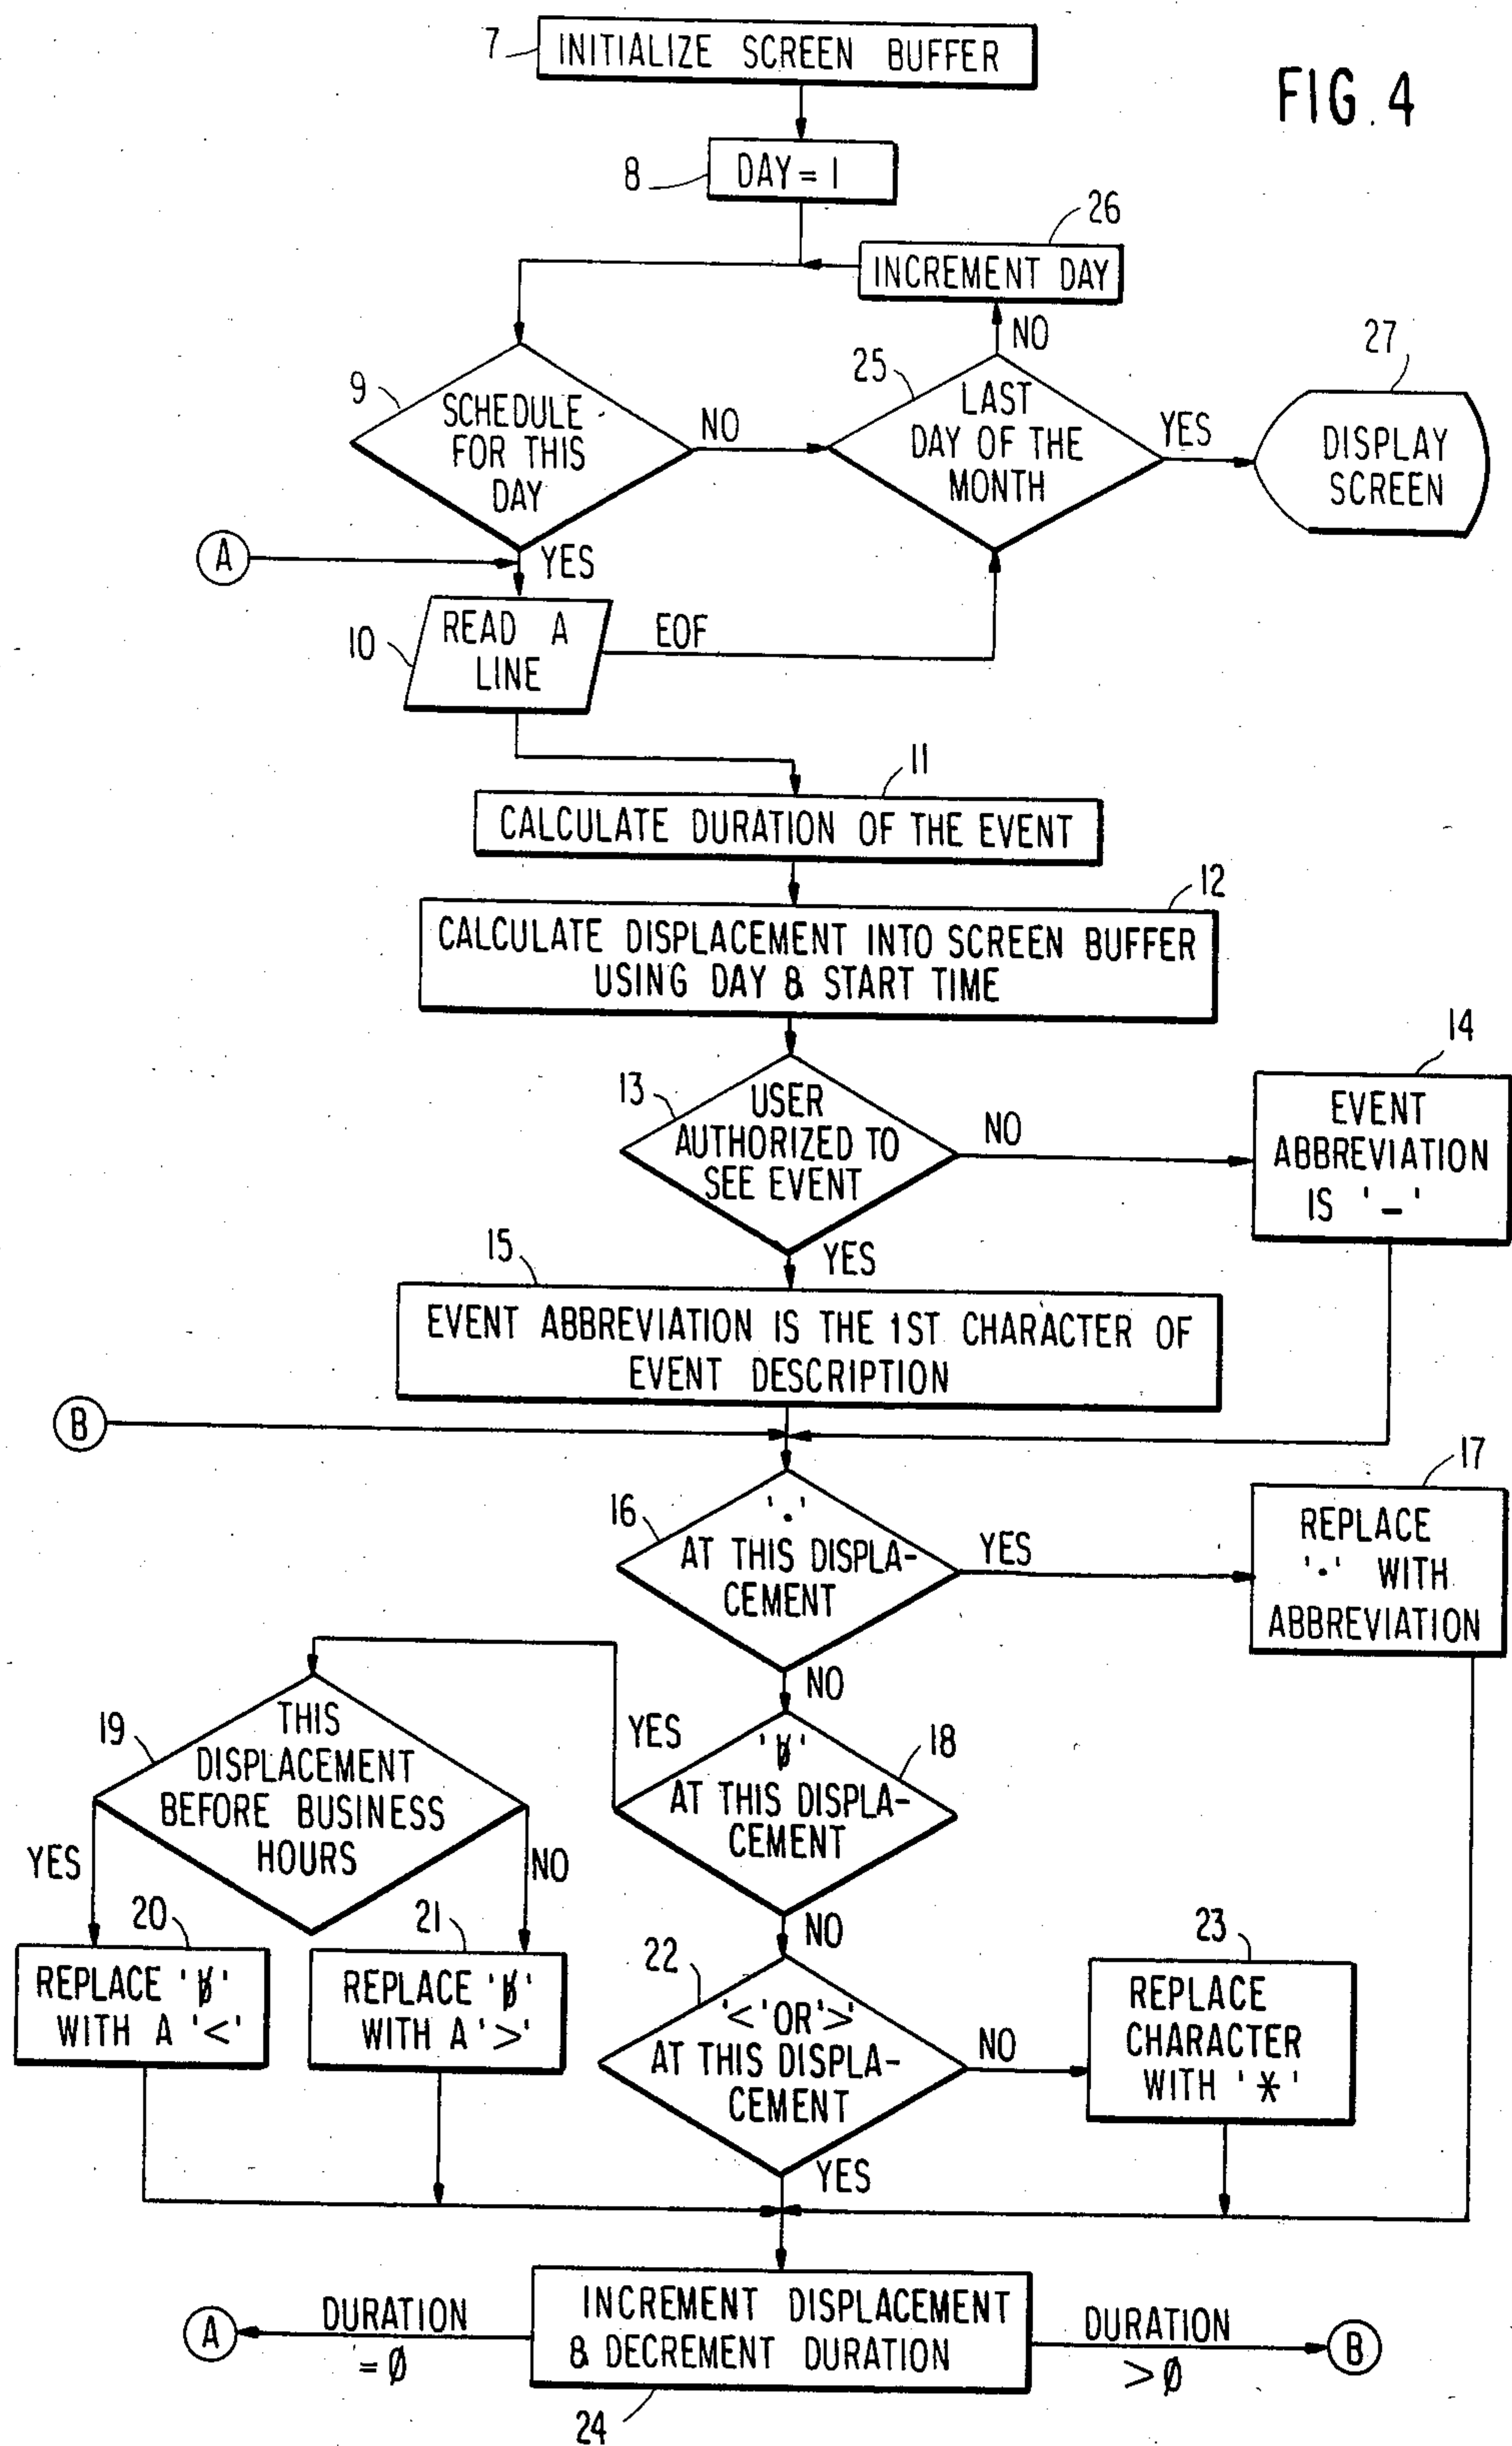 FIG. 4
7
INITIALIZE SCREEN BUFFER
8
DAY = 1
26
INCREMENT DAY
NO
9
SCHEDULE
FOR THIS
DAY
NO
25
LAST
DAY OF THE
MONTH
YES
27
DISPLAY
SCREEN
A
YES
10
READ A
LINE
EOF
11
CALCULATE DURATION OF THE EVENT
12
CALCULATE DISPLACEMENT INTO SCREEN BUFFER
USING DAY & START TIME
13
USER
AUTHORIZED TO
SEE EVENT
NO
14
EVENT
ABBREVIATION
IS '–'
YES
15
EVENT ABBREVIATION IS THE 1ST CHARACTER OF
EVENT DESCRIPTION
B
16
'.'
AT THIS DISPLA-
CEMENT
YES
17
REPLACE
'.' WITH
ABBREVIATION
NO
18
'b̸'
AT THIS DISPLA-
CEMENT
YES
19
THIS
DISPLACEMENT
BEFORE BUSINESS
HOURS
YES
NO
20
REPLACE 'b̸'
WITH A '<'
21
REPLACE 'b̸'
WITH A '>'
NO
22
'<' OR '>'
AT THIS DISPLA-
CEMENT
NO
23
REPLACE
CHARACTER
WITH '*'
YES
24
INCREMENT DISPLACEMENT
& DECREMENT DURATION
DURATION
= Ø
A
DURATION
> Ø
B